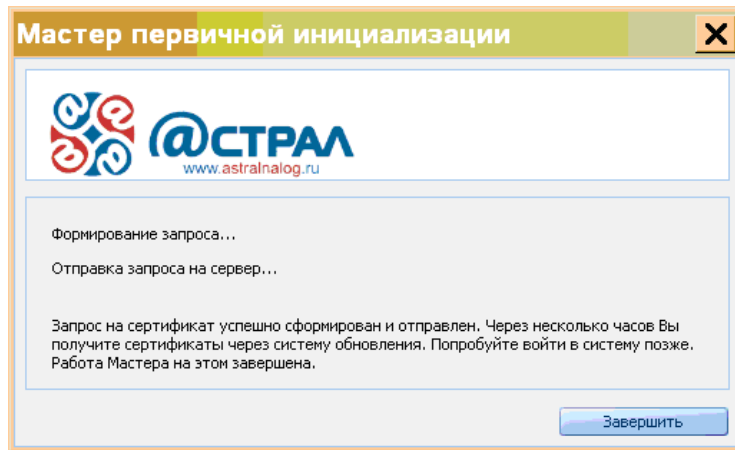 Мастер первичной инициализации
@СТРАЛ
www.astralnalog.ru
Формирование запроса...
Отправка запроса на сервер...
Запрос на сертификат успешно сформирован и отправлен. Через несколько часов Вы
получите сертификаты через систему обновления. Попробуйте войти в систему позже.
Работа Мастера на этом завершена.
Завершить